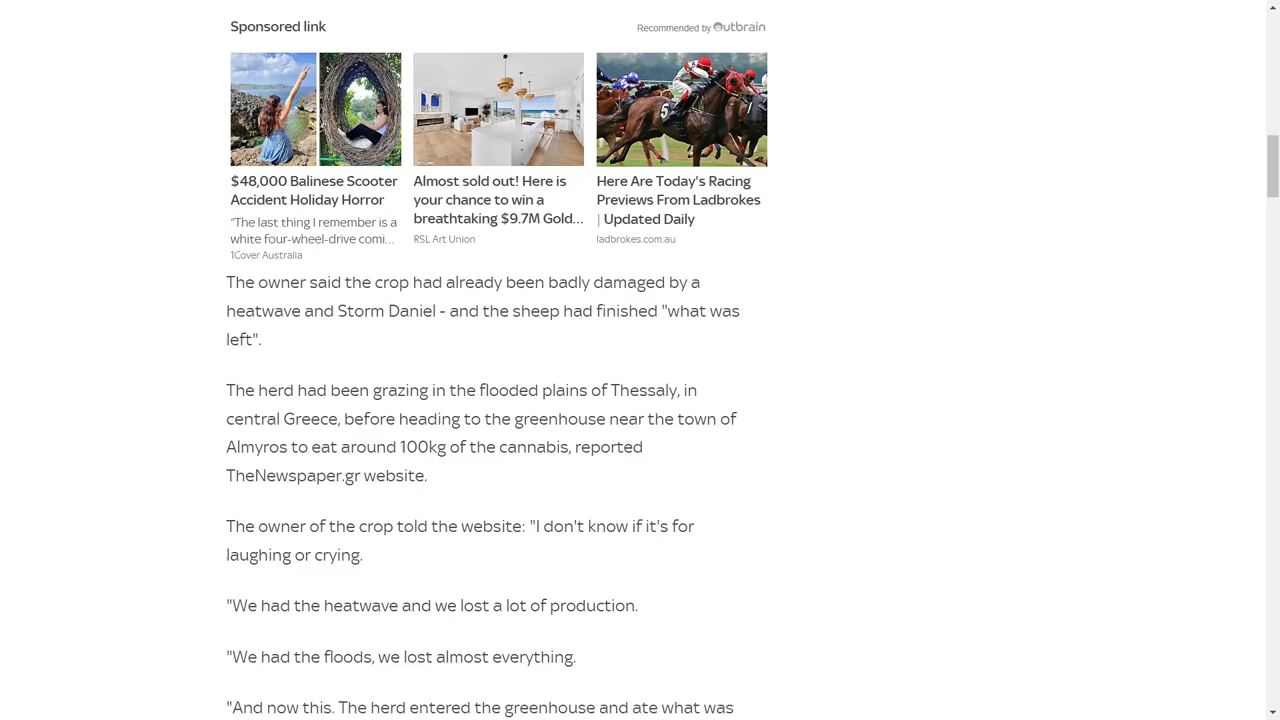 Sponsored link
Recommended by Outbrain
$48,000 Balinese Scooter
Accident Holiday Horror
“The last thing I remember is a
white four-wheel-drive comi...
1Cover Australia
Almost sold out! Here is
your chance to win a
breathtaking $9.7M Gold...
RSL Art Union
Here Are Today's Racing
Previews From Ladbrokes
| Updated Daily
ladbrokes.com.au
The owner said the crop had already been badly damaged by a
heatwave and Storm Daniel - and the sheep had finished "what was
left".
The herd had been grazing in the flooded plains of Thessaly, in
central Greece, before heading to the greenhouse near the town of
Almyros to eat around 100kg of the cannabis, reported
TheNewspaper.gr website.
The owner of the crop told the website: "I don't know if it's for
laughing or crying.
"We had the heatwave and we lost a lot of production.
"We had the floods, we lost almost everything.
"And now this. The herd entered the greenhouse and ate what was